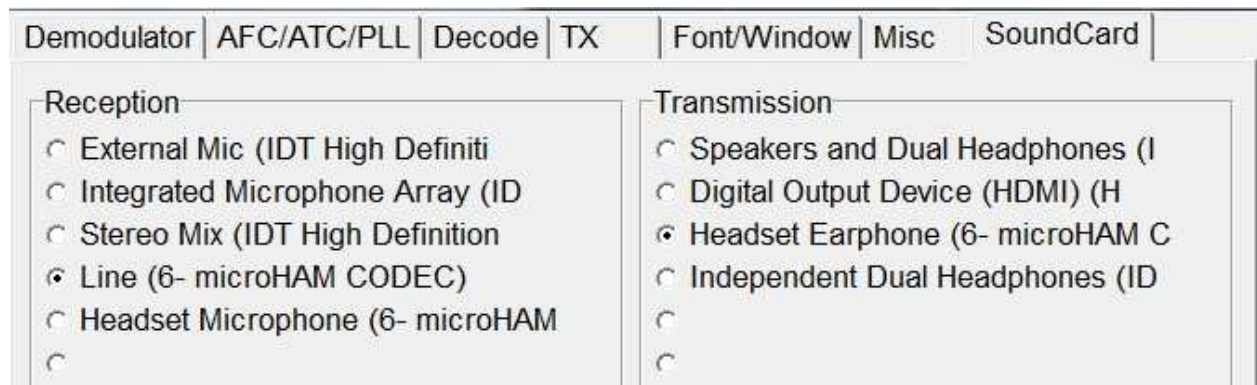 Demodulator AFC/ATC/PLL Decode TX Font/Window Misc SoundCard
Reception
External Mic (IDT High Definiti
Integrated Microphone Array (ID
Stereo Mix (IDT High Definition
Line (6- microHAM CODEC)
Headset Microphone (6- microHAM
Transmission
Speakers and Dual Headphones (I
Digital Output Device (HDMI) (H
Headset Earphone (6- microHAM C
Independent Dual Headphones (ID